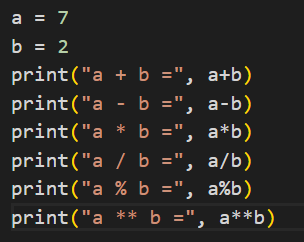 a = 7
b = 2
print("a + b =", a+b)
print("a - b =", a-b)
print("a * b =", a*b)
print("a / b =", a/b)
print("a % b =", a%b)
print("a ** b =", a**b)